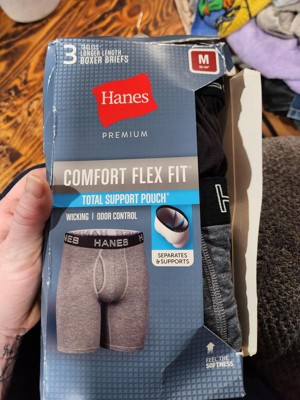 3 TAGLESS
LONGER LENGTH
BOXER BRIEFS
M
Hanes
PREMIUM
COMFORT FLEX FIT
TOTAL SUPPORT POUCH
WICKING | ODOR CONTROL
SEPARATES
& SUPPORTS
HANES
FEEL THE
SOFTNESS